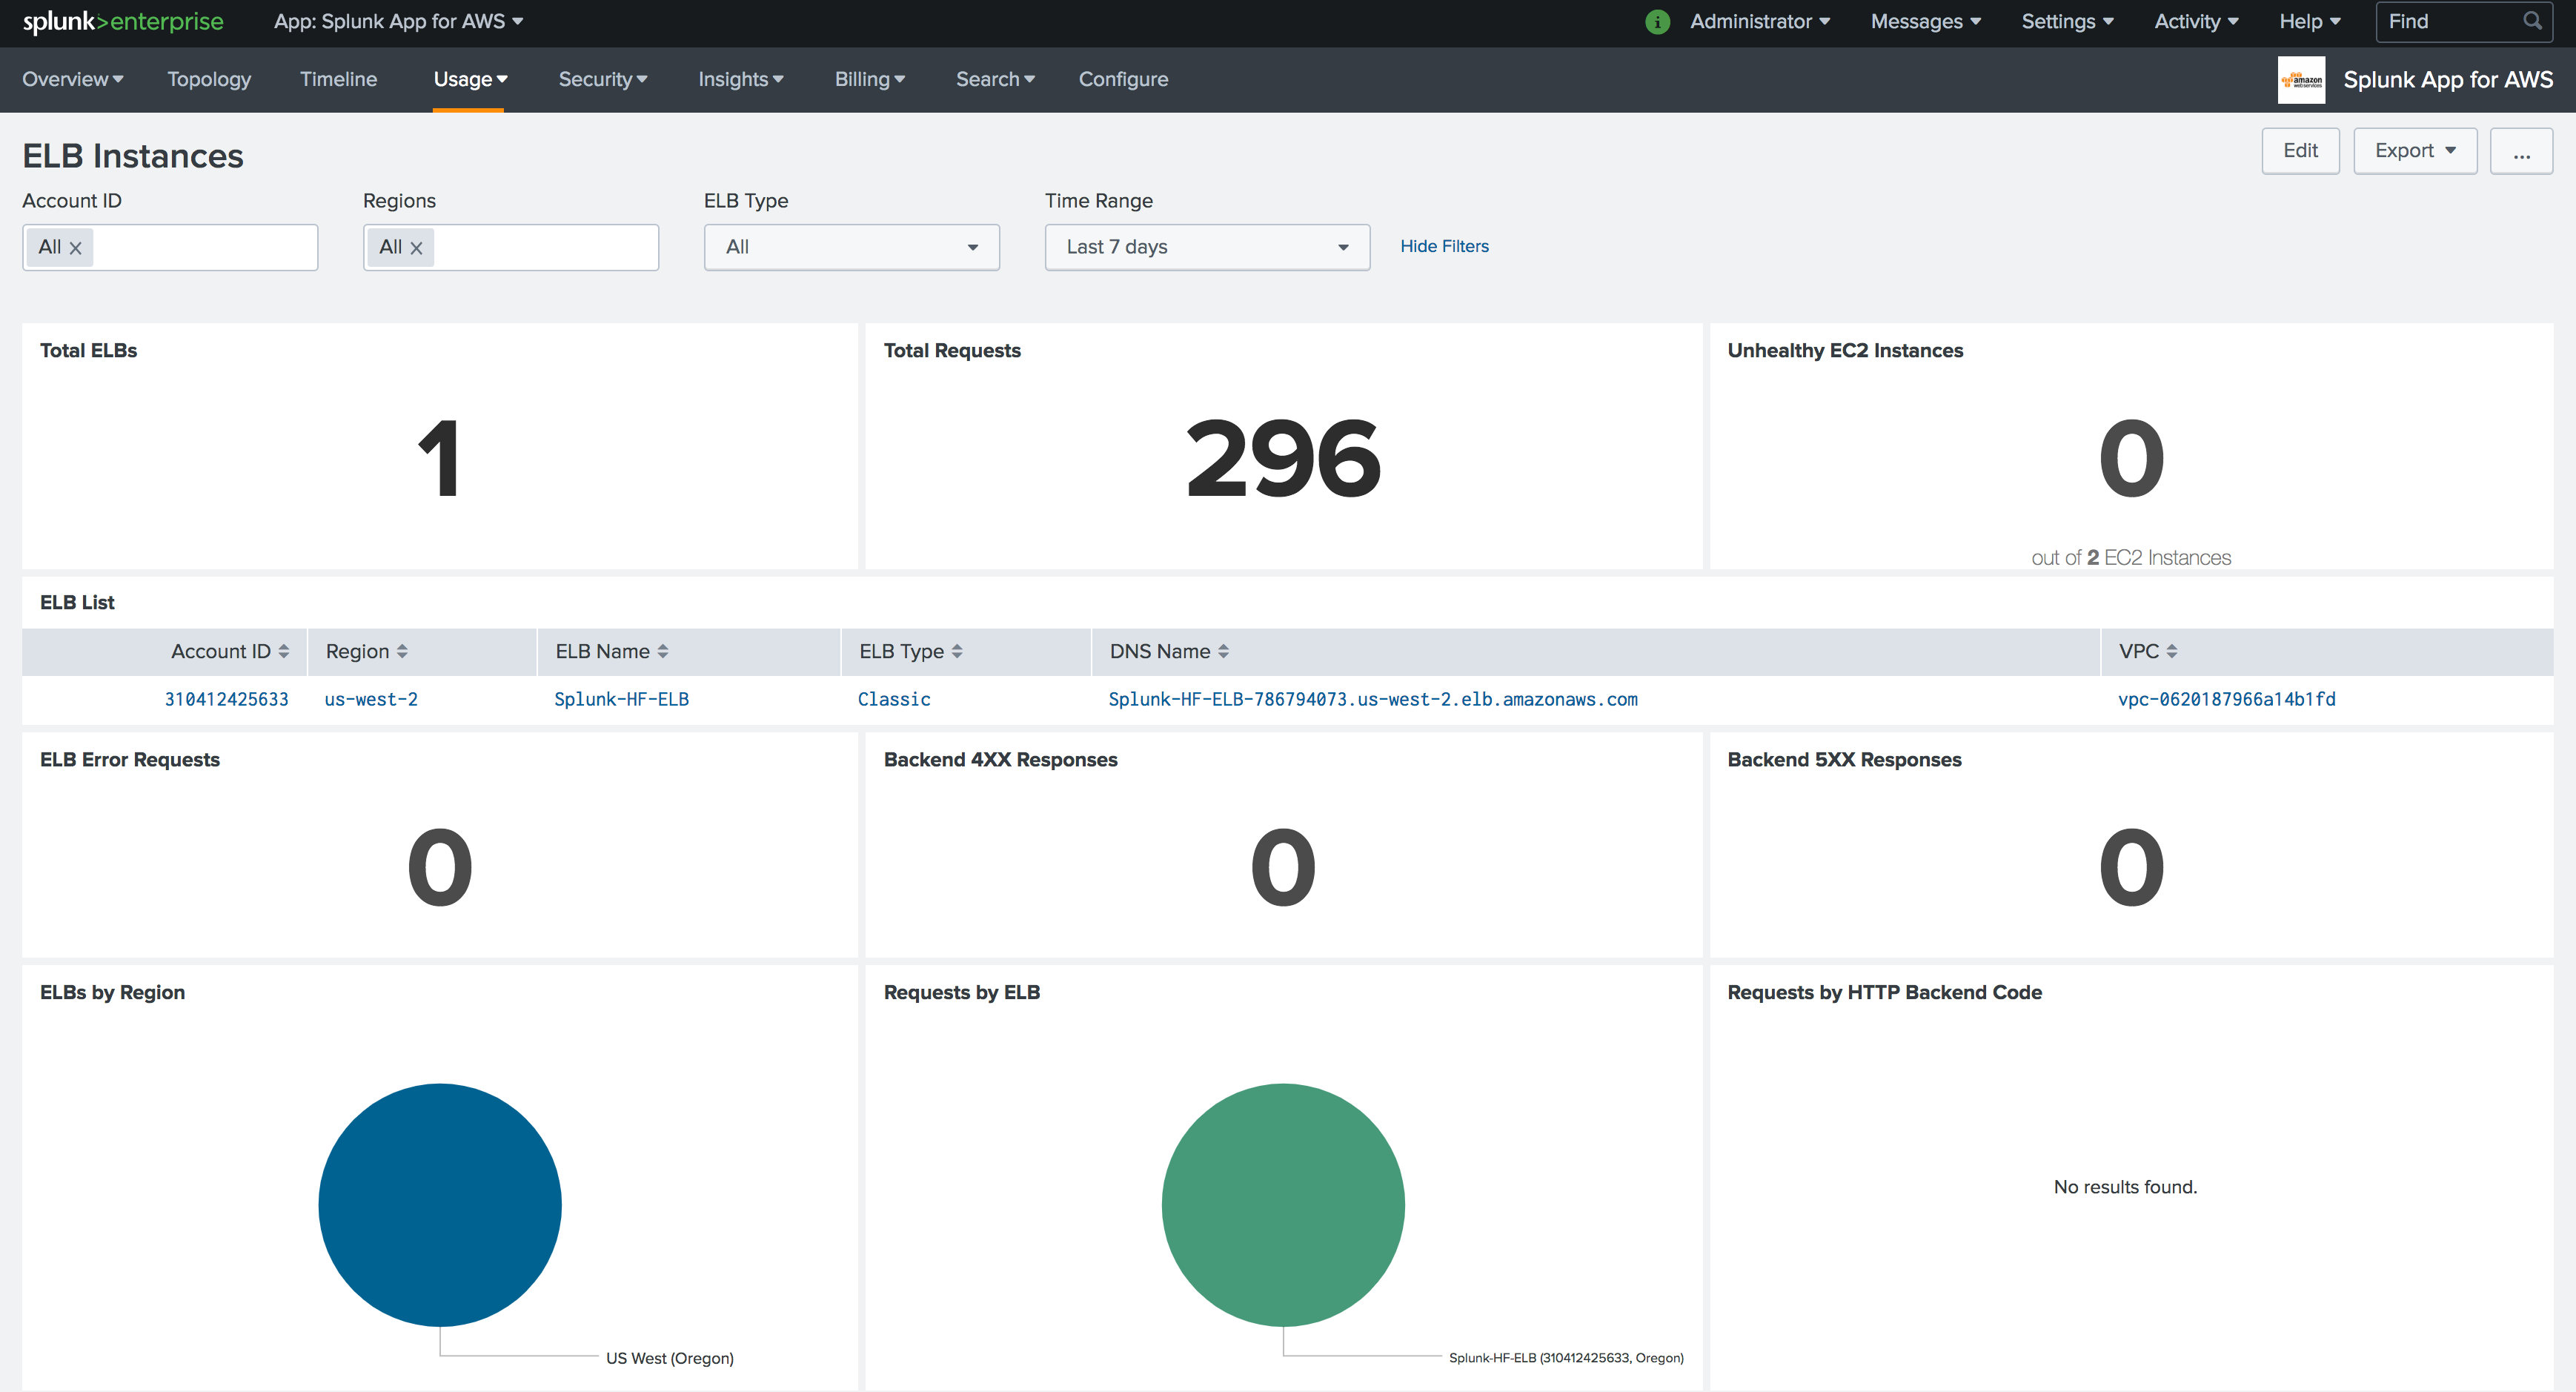 splunk>enterprise App: Splunk App for AWS Administrator Messages Settings Activity Help Find
Overview Topology Timeline Usage Security Insights Billing Search Configure amazon webservices Splunk App for AWS
ELB Instances Edit Export ...
Account ID Regions ELB Type Time Range
All All All Last 7 days Hide Filters
Total ELBs Total Requests Unhealthy EC2 Instances
1 296 0
out of 2 EC2 Instances
ELB List
Account ID Region ELB Name ELB Type DNS Name VPC
310412425633 us-west-2 Splunk-HF-ELB Classic Splunk-HF-ELB-786794073.us-west-2.elb.amazonaws.com vpc-0620187966a14b1fd
ELB Error Requests Backend 4XX Responses Backend 5XX Responses
0 0 0
ELBs by Region Requests by ELB Requests by HTTP Backend Code
No results found.
US West (Oregon) Splunk-HF-ELB (310412425633, Oregon)